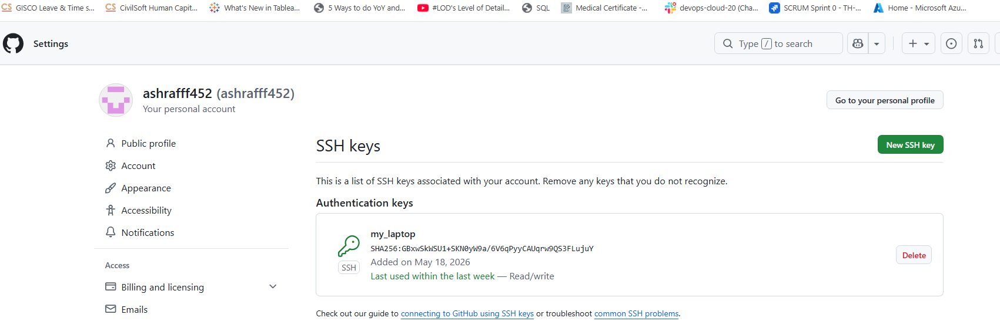 GISCO Leave & Time s...
CivilSoft Human Capit...
What's New in Tablea...
5 Ways to do YoY and...
#LOD's Level of Detail...
SQL
Medical Certificate -...
devops-cloud-20 (Cha...
SCRUM Sprint 0 - TH-...
Home - Microsoft Azu...
Settings
Type / to search
ashrafff452 (ashrafff452)
Your personal account
Go to your personal profile
Public profile
Account
Appearance
Accessibility
Notifications
Access
Billing and licensing
Emails
SSH keys
New SSH key
This is a list of SSH keys associated with your account. Remove any keys that you do not recognize.
Authentication keys
SSH
my_laptop
SHA256:GBxwSkWSU1+SKN0yW9a/6V6qPyyCAUqrw9QS3FLujuY
Added on May 18, 2026
Last used within the last week — Read/write
Delete
Check out our guide to connecting to GitHub using SSH keys or troubleshoot common SSH problems.